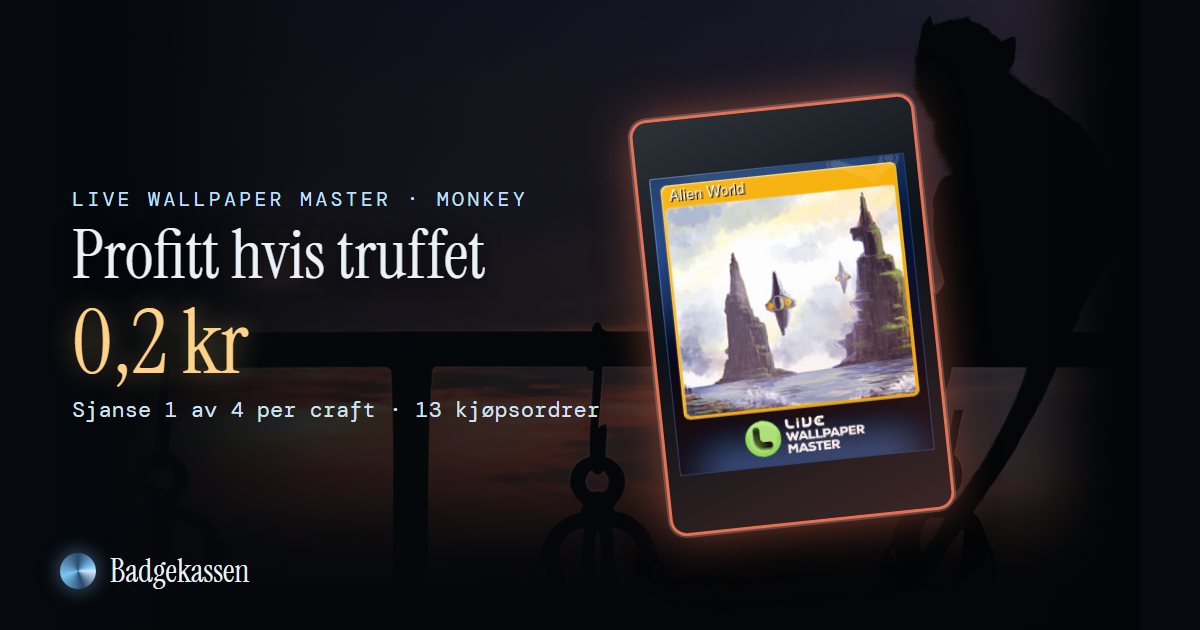 LIVE WALLPAPER MASTER · MONKEY
Profitt hvis truffet
0,2 kr
Sjanse 1 av 4 per craft · 13 kjøpsordrer
Alien World
LIVE
WALLPAPER
MASTER
Badgekassen